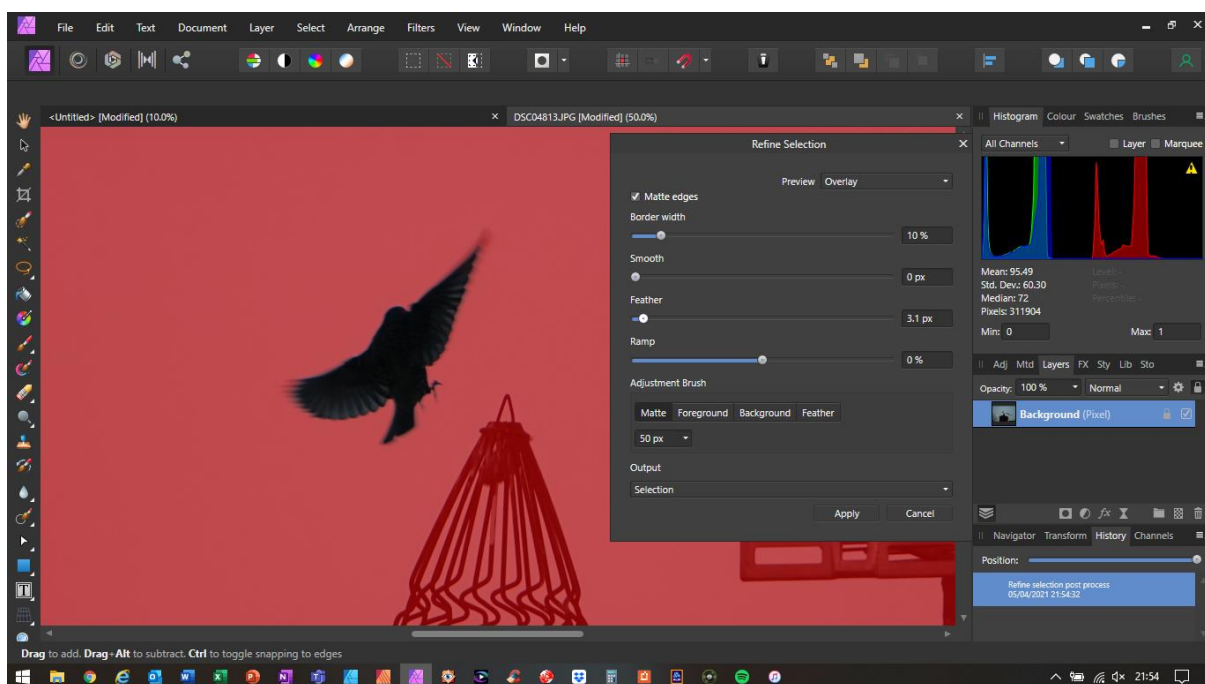 File Edit Text Document Layer Select Arrange Filters View Window Help
<Untitled> [Modified] (10.0%) × DSC04813.JPG [Modified] (50.0%) ×
Histogram Colour Swatches Brushes
All Channels Layer Marquee
Refine Selection
Preview Overlay
Matte edges
Border width
10 %
Smooth
0 px
Feather
3.1 px
Ramp
0 %
Adjustment Brush
Matte Foreground Background Feather
50 px
Output
Selection
Apply Cancel
Mean: 95.49 Level: -
Std. Dev.: 60.30 Pixels: -
Median: 72 Percentile: -
Pixels: 311904
Min: 0 Max: 1
Adj Mtd Layers FX Sty Lib Sto
Opacity: 100 % Normal
Background (Pixel)
Navigator Transform History Channels
Position:
Refine selection post process
05/04/2021 21:54:32
Drag to add. Drag+Alt to subtract. Ctrl to toggle snapping to edges
21:54